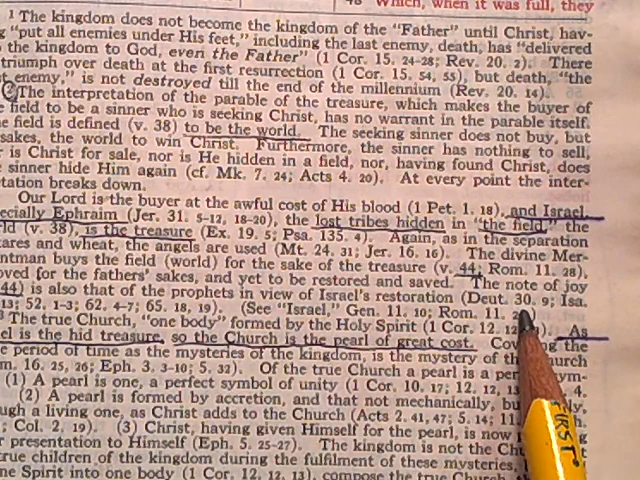 Which, when it was full, they
1 The kingdom does not become the kingdom of the "Father" until Christ, hav-
"put all enemies under His feet," including the last enemy, death, has "delivered
the kingdom to God, even the Father" (1 Cor. 15. 24-28; Rev. 20. 2). There
triumph over death at the first resurrection (1 Cor. 15. 54, 55), but death, "the
enemy," is not destroyed till the end of the millennium (Rev. 20. 14).
2 The interpretation of the parable of the treasure, which makes the buyer of
field to be a sinner who is seeking Christ, has no warrant in the parable itself.
field is defined (v. 38) to be the world. The seeking sinner does not buy, but
sakes, the world to win Christ. Furthermore, the sinner has nothing to sell,
is Christ for sale, nor is He hidden in a field, nor, having found Christ, does
sinner hide Him again (cf. Mk. 7. 24; Acts 4. 20). At every point the inter-
tation breaks down.
Our Lord is the buyer at the awful cost of His blood (1 Pet. 1. 18), and Israel,
ecially Ephraim (Jer. 31. 5-12, 18-20), the lost tribes hidden in "the field," the
ld (v. 38), is the treasure (Ex. 19. 5; Psa. 135. 4). Again, as in the separation
ares and wheat, the angels are used (Mt. 24. 31; Jer. 16. 16). The divine Mer-
ntman buys the field (world) for the sake of the treasure (v. 44; Rom. 11. 28),
oved for the fathers' sakes, and yet to be restored and saved. The note of joy
44) is also that of the prophets in view of Israel's restoration (Deut. 30. 9; Isa.
13; 52. 1-3; 62. 4-7; 65. 18, 19). (See "Israel," Gen. 11. 10; Rom. 11.
3 The true Church, "one body" formed by the Holy Spirit (1 Cor. 12. As
el is the hid treasure, so the Church is the pearl of great cost. the
period of time as the mysteries of the kingdom, is the mystery of the Church
m. 16. 25, 26; Eph. 3. 3-10; 5. 32). Of the true Church a pearl is a sym-
(1) A pearl is one, a perfect symbol of unity (1 Cor. 10. 17; 12. 12, 4.
(2) A pearl is formed by accretion, and that not mechanically,
ugh a living one, as Christ adds to the Church (Acts 2. 41, 47; 5. 14; 11.
; Col. 2. 19). (3) Christ, having given Himself for the pearl, is now
presentation to Himself (Eph. 5. 25-27). The kingdom is not the
true children of the kingdom during the fulfilment of these mysteries,
ne Spirit into one body (1 Cor. 12. 12, 13), compose the true
FIRST